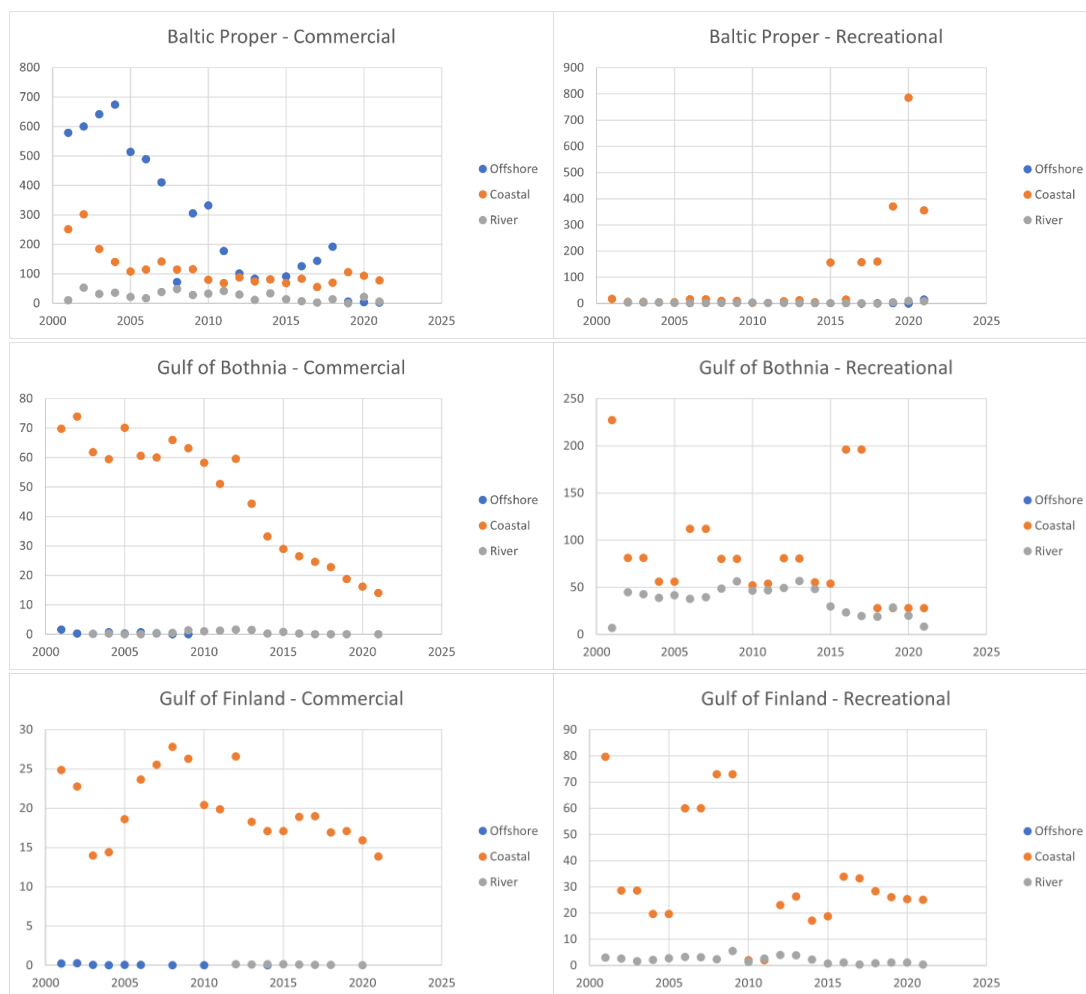 Baltic Proper - Commercial
800
700
600
500
400
300
200
100
0
2000 2005 2010 2015 2020 2025
Offshore
Coastal
River
Baltic Proper - Recreational
900
800
700
600
500
400
300
200
100
0
2000 2005 2010 2015 2020 2025
Offshore
Coastal
River
Gulf of Bothnia - Commercial
80
70
60
50
40
30
20
10
0
2000 2005 2010 2015 2020 2025
Offshore
Coastal
River
Gulf of Bothnia - Recreational
250
200
150
100
50
0
2000 2005 2010 2015 2020 2025
Offshore
Coastal
River
Gulf of Finland - Commercial
30
25
20
15
10
5
0
2000 2005 2010 2015 2020 2025
Offshore
Coastal
River
Gulf of Finland - Recreational
90
80
70
60
50
40
30
20
10
0
2000 2005 2010 2015 2020 2025
Offshore
Coastal
River